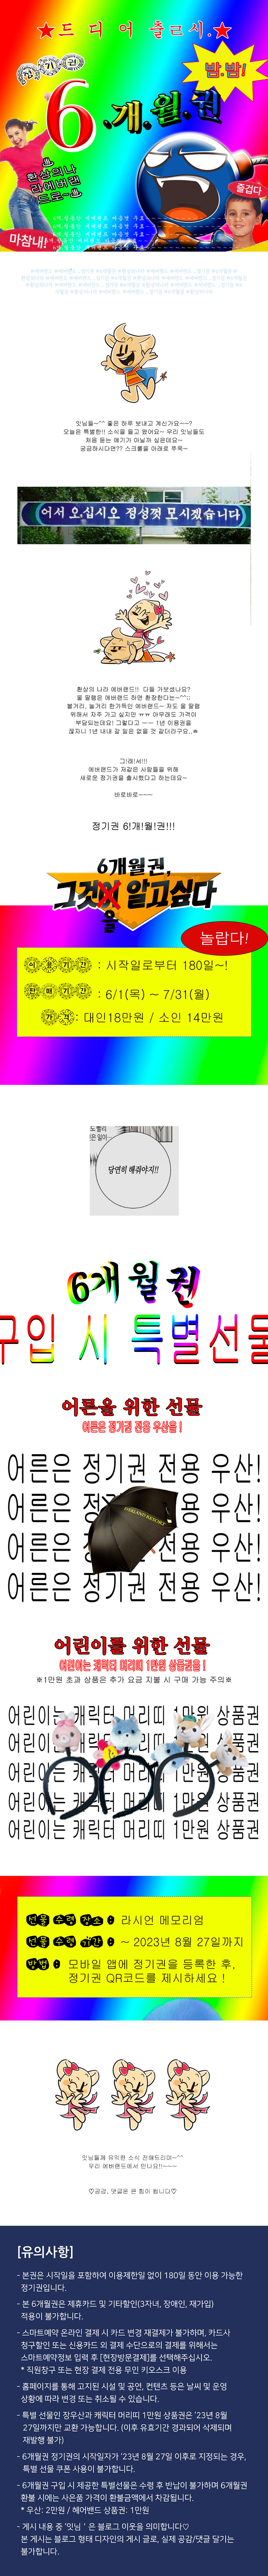 ★드 디 어 출르시.★
밤.밤!
정기권
6.개.월.권
환상의나
라에버랜
드로~
즐겁다
마침내!
잇님들~^^ 좋은 하루 보내고 계신가요~~?
오늘은 특별한!! 소식을 들고 왔어요~ 우리 잇님들도
처음 듣는 얘기가 아닐까 싶은데요~
궁금하시다면?? 스크롤을 아래로 쭈욱~
어서 오십시오 정성껏 모시겠습니다
환상의 나라 에버랜드!! 다들 가보셨나요?
울 딸램은 에버랜드 하면 환장한다는~^^;;
볼거리, 놀거리 한가득인 에버랜드~ 저도 울 딸램
위해서 자주 가고 싶지만 ㅠㅠ 아무래도 가격이
부담되는데요! 그렇다고 ㅡㅡ 1년 이용권을
끊자니 1년 내내 갈 일은 없을 것 같더라구요..ㅠ
그!래!서!!!
에버랜드가 저같은 사람들을 위해
새로운 정기권을 출시했다고 하는데요~
바로바로~~~
정기권 6!개!월!권!!!
6개월권,
그것X 알고싶다
을
놀랍다!
이용기간 : 시작일로부터 180일~!
판매기간 : 6/1(목) ~ 7/31(월)
가격 : 대인18만원 / 소인 14만원
당연히 해줘야지!!
6개월권
구입 시 특별선물
어른을 위한 선물
어른은 정기권 전용 우산을!
어른은 정기권 전용 우산!
어른은 정기권 전용 우산!
어른은 정기권 전용 우산!
어른은 정기권 전용 우산!
EVERLAND RESORT
어린이를 위한 선물
어린이는 캐릭터 머리띠 1만원 상품권을!
※1만원 초과 상품은 추가 요금 지불 시 구매 가능 주의※
어린이는 캐릭터 머리띠 1만원 상품권
어린이는 캐릭터 머리띠 1만원 상품권
어린이는 캐릭터 머리띠 1만원 상품권
어린이는 캐릭터 머리띠 1만원 상품권
어린이는 캐릭터 머리띠 1만원 상품권
선물 수령 장소 : 라시언 메모리엄
선물 수령 기간 : ~ 2023년 8월 27일까지
방법 : 모바일 앱에 정기권을 등록한 후,
정기권 QR코드를 제시하세요 !
잇님들께 유익한 소식 전해드리며~^^
우리 에버랜드에서 만나요!!~~~
♡공감, 댓글은 큰 힘이 됩니다♡
[유의사항]
- 본권은 시작일을 포함하여 이용제한일 없이 180일 동안 이용 가능한
정기권입니다.
- 본 6개월권은 제휴카드 및 기타할인(3자녀, 장애인, 재가입)
적용이 불가합니다.
- 스마트예약 온라인 결제 시 카드 변경 재결제가 불가하며, 카드사
청구할인 또는 신용카드 외 결제 수단으로의 결제를 위해서는
스마트예약정보 입력 후 [현장방문결제]를 선택해주십시오.
* 직원창구 또는 현장 결제 전용 무인 키오스크 이용
- 홈페이지를 통해 고지된 시설 및 공연, 컨텐츠 등은 날씨 및 운영
상황에 따라 변경 또는 취소될 수 있습니다.
- 특별 선물인 장우산과 캐릭터 머리띠 1만원 상품권은 '23년 8월
27일까지만 교환 가능합니다. (이후 유효기간 경과되어 삭제되며
재발행 불가)
- 6개월권 정기권의 시작일자가 '23년 8월 27일 이후로 지정되는 경우,
특별 선물 쿠폰 사용이 불가합니다.
- 6개월권 구입 시 제공한 특별선물은 수령 후 반납이 불가하며 6개월권
환불 시에는 사은품 가격이 환불금액에서 차감됩니다.
* 우산: 2만원 / 헤어밴드 상품권: 1만원
- 게시 내용 중 '잇님' 은 블로그 이웃을 의미합니다♡
본 게시는 블로그 형태 디자인의 게시 글로, 실제 공감/댓글 달기는
불가합니다.